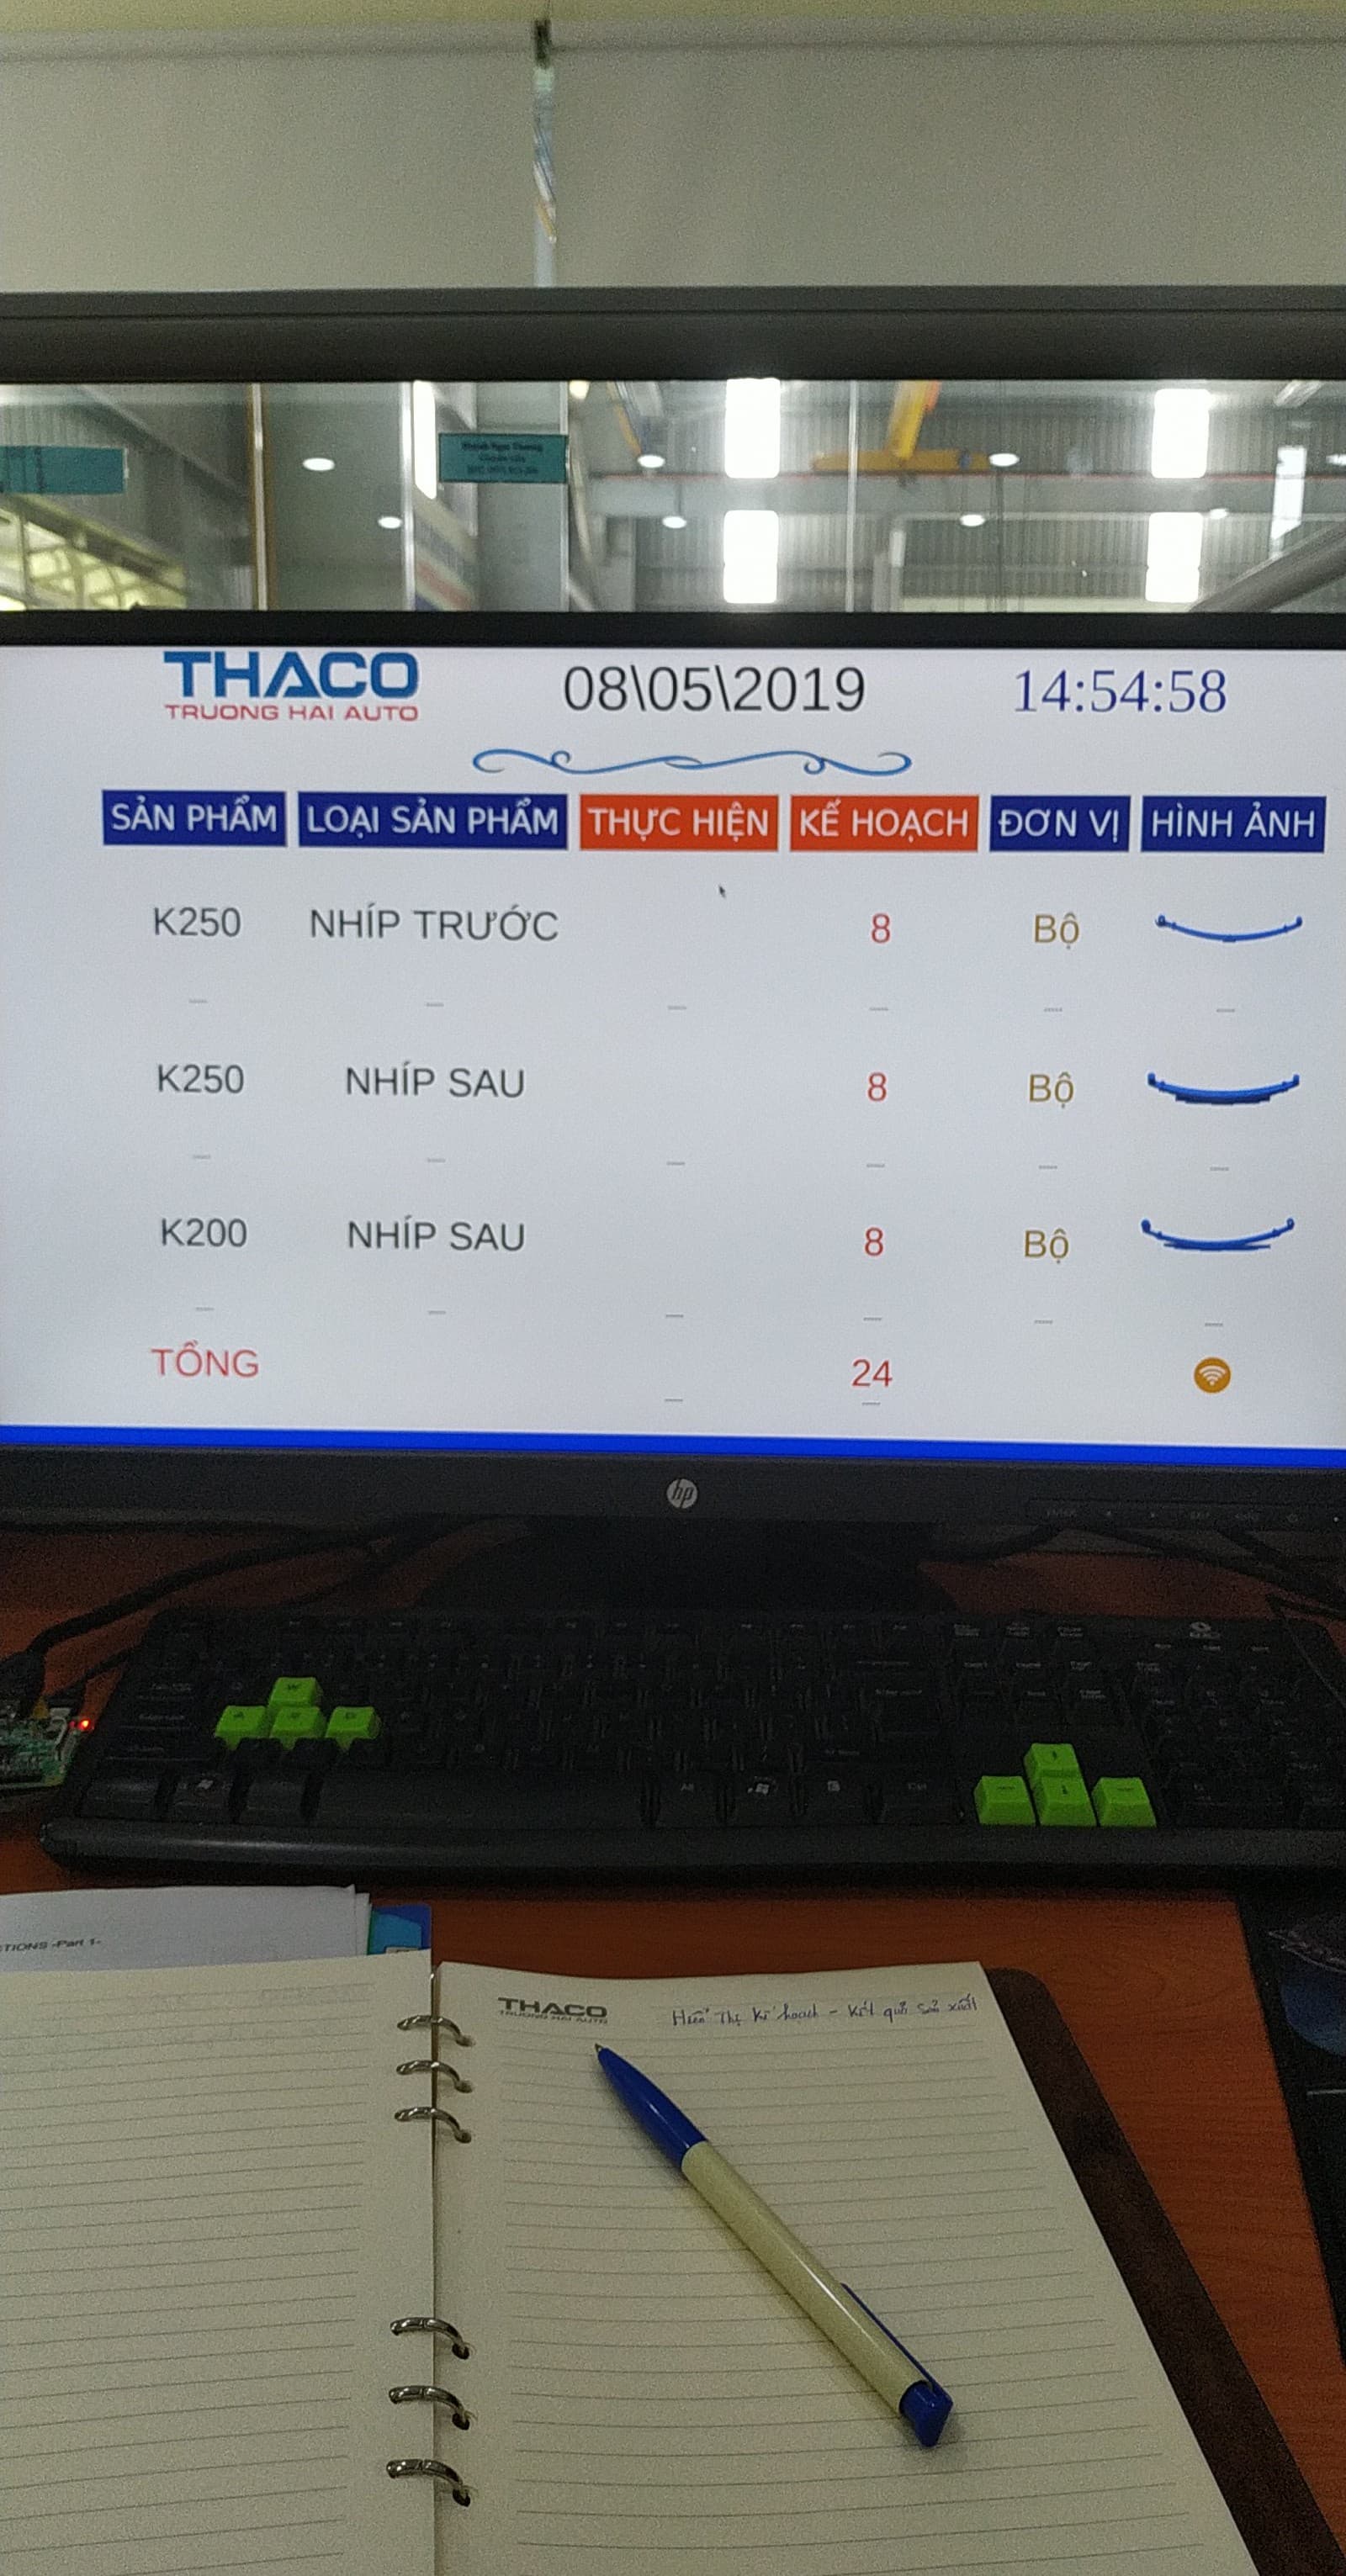 THACO
TRUONG HAI AUTO
08\05\2019
14:54:58
SẢN PHẨM LOẠI SẢN PHẨM THỰC HIỆN KẾ HOẠCH ĐƠN VỊ HÌNH ẢNH
K250 NHÍP TRƯỚC 8 Bộ
K250 NHÍP SAU 8 Bộ
K200 NHÍP SAU 8 Bộ
TỔNG 24
hp
W
A S D
TIONS -Part 1-
THACO
TRUONG HAI AUTO
Hiển Thị Kế hoạch - Kết quả sản xuất